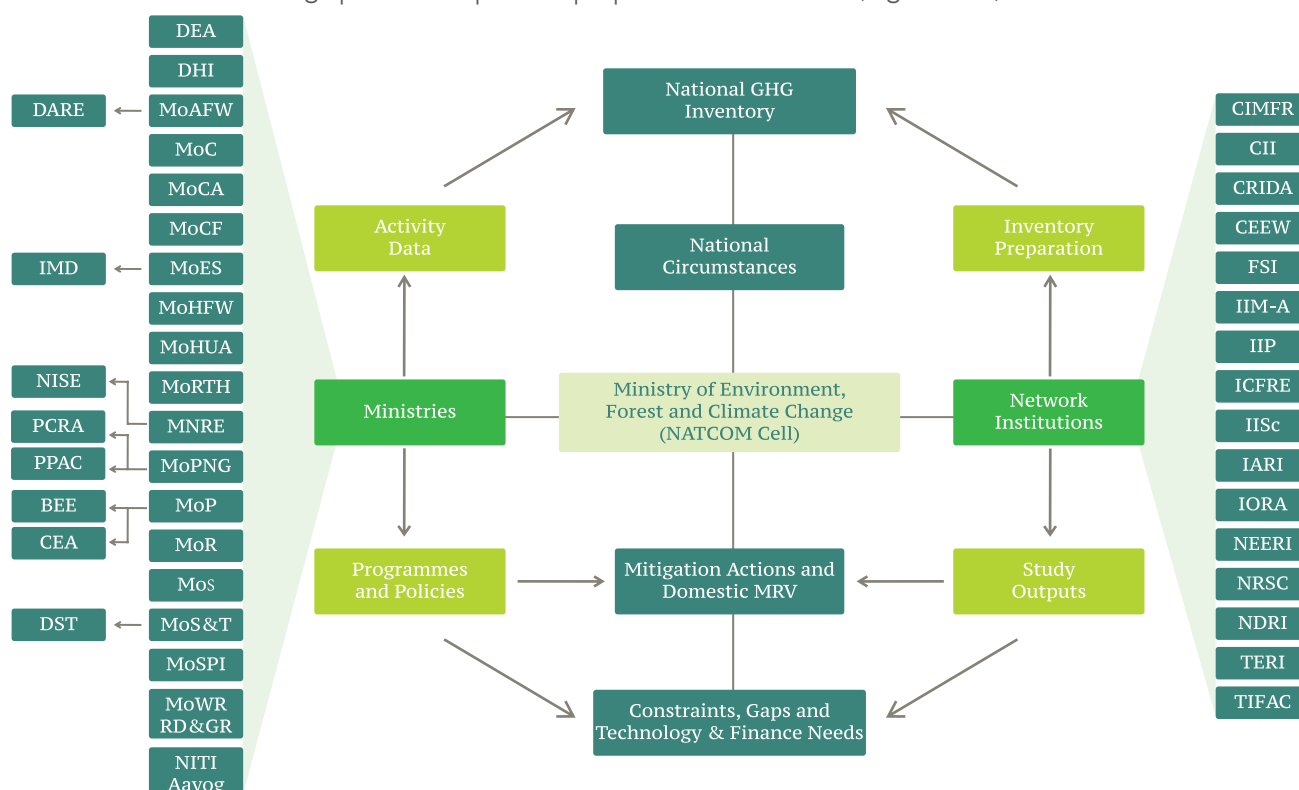 DEA
DHI
DARE
MoAFW
MoC
MoCA
MoCF
IMD
MoES
MoHFW
MoHUA
NISE
MoRTH
PCRA
MNRE
PPAC
MoPNG
BEE
MoP
CEA
MoR
MoS
DST
MoS&T
MoSPI
MoWR
RD&GR
NITI
Aayog
National GHG
Inventory
Activity
Data
National
Circumstances
Inventory
Preparation
Ministries
Ministry of Environment,
Forest and Climate Change
(NATCOM Cell)
Network
Institutions
Programmes
and Policies
Mitigation Actions and
Domestic MRV
Study
Outputs
Constraints, Gaps and
Technology & Finance Needs
CIMFR
CII
CRIDA
CEEW
FSI
IIM-A
IIP
ICFRE
IISc
IARI
IORA
NEERI
NRSC
NDRI
TERI
TIFAC